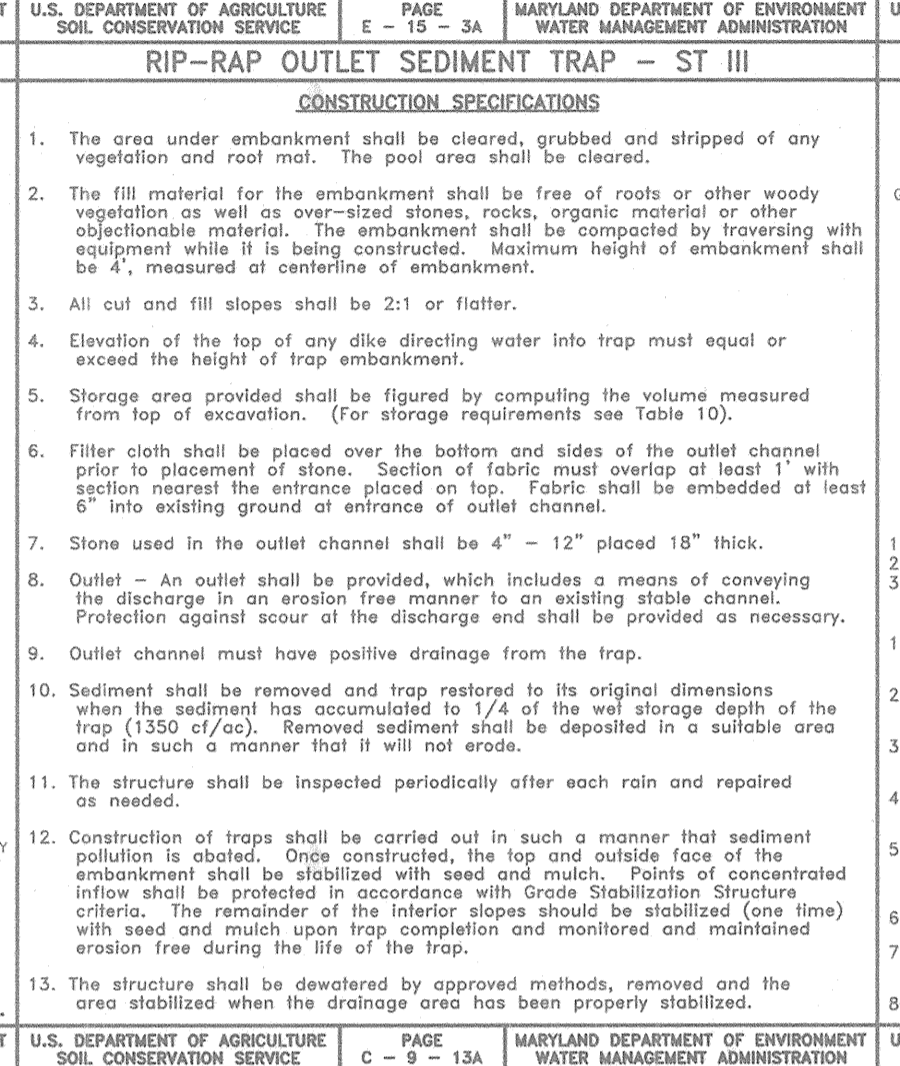 T
U.S. DEPARTMENT OF AGRICULTURE
SOIL CONSERVATION SERVICE
PAGE
E - 15 - 3A
MARYLAND DEPARTMENT OF ENVIRONMENT
WATER MANAGEMENT ADMINISTRATION
U
RIP-RAP OUTLET SEDIMENT TRAP - ST III
CONSTRUCTION SPECIFICATIONS
1. The area under embankment shall be cleared, grubbed and stripped of any
vegetation and root mat. The pool area shall be cleared.
2. The fill material for the embankment shall be free of roots or other woody
vegetation as well as over-sized stones, rocks, organic material or other
objectionable material. The embankment shall be compacted by traversing with
equipment while it is being constructed. Maximum height of embankment shall
be 4', measured at centerline of embankment.
3. All cut and fill slopes shall be 2:1 or flatter.
4. Elevation of the top of any dike directing water into trap must equal or
exceed the height of trap embankment.
5. Storage area provided shall be figured by computing the volume measured
from top of excavation. (For storage requirements see Table 10).
6. Filter cloth shall be placed over the bottom and sides of the outlet channel
prior to placement of stone. Section of fabric must overlap at least 1' with
section nearest the entrance placed on top. Fabric shall be embedded at least
6" into existing ground at entrance of outlet channel.
7. Stone used in the outlet channel shall be 4" - 12" placed 18" thick.
8. Outlet - An outlet shall be provided, which includes a means of conveying
the discharge in an erosion free manner to an existing stable channel.
Protection against scour at the discharge end shall be provided as necessary.
9. Outlet channel must have positive drainage from the trap.
10. Sediment shall be removed and trap restored to its original dimensions
when the sediment has accumulated to 1/4 of the wet storage depth of the
trap (1350 cf/ac). Removed sediment shall be deposited in a suitable area
and in such a manner that it will not erode.
11. The structure shall be inspected periodically after each rain and repaired
as needed.
12. Construction of traps shall be carried out in such a manner that sediment
pollution is abated. Once constructed, the top and outside face of the
embankment shall be stabilized with seed and mulch. Points of concentrated
inflow shall be protected in accordance with Grade Stabilization Structure
criteria. The remainder of the interior slopes should be stabilized (one time)
with seed and mulch upon trap completion and monitored and maintained
erosion free during the life of the trap.
13. The structure shall be dewatered by approved methods, removed and the
area stabilized when the drainage area has been properly stabilized.
Y
1
2
3
1
2
3
4
5
6
7
8
T
U.S. DEPARTMENT OF AGRICULTURE
SOIL CONSERVATION SERVICE
PAGE
C - 9 - 13A
MARYLAND DEPARTMENT OF ENVIRONMENT
WATER MANAGEMENT ADMINISTRATION
U